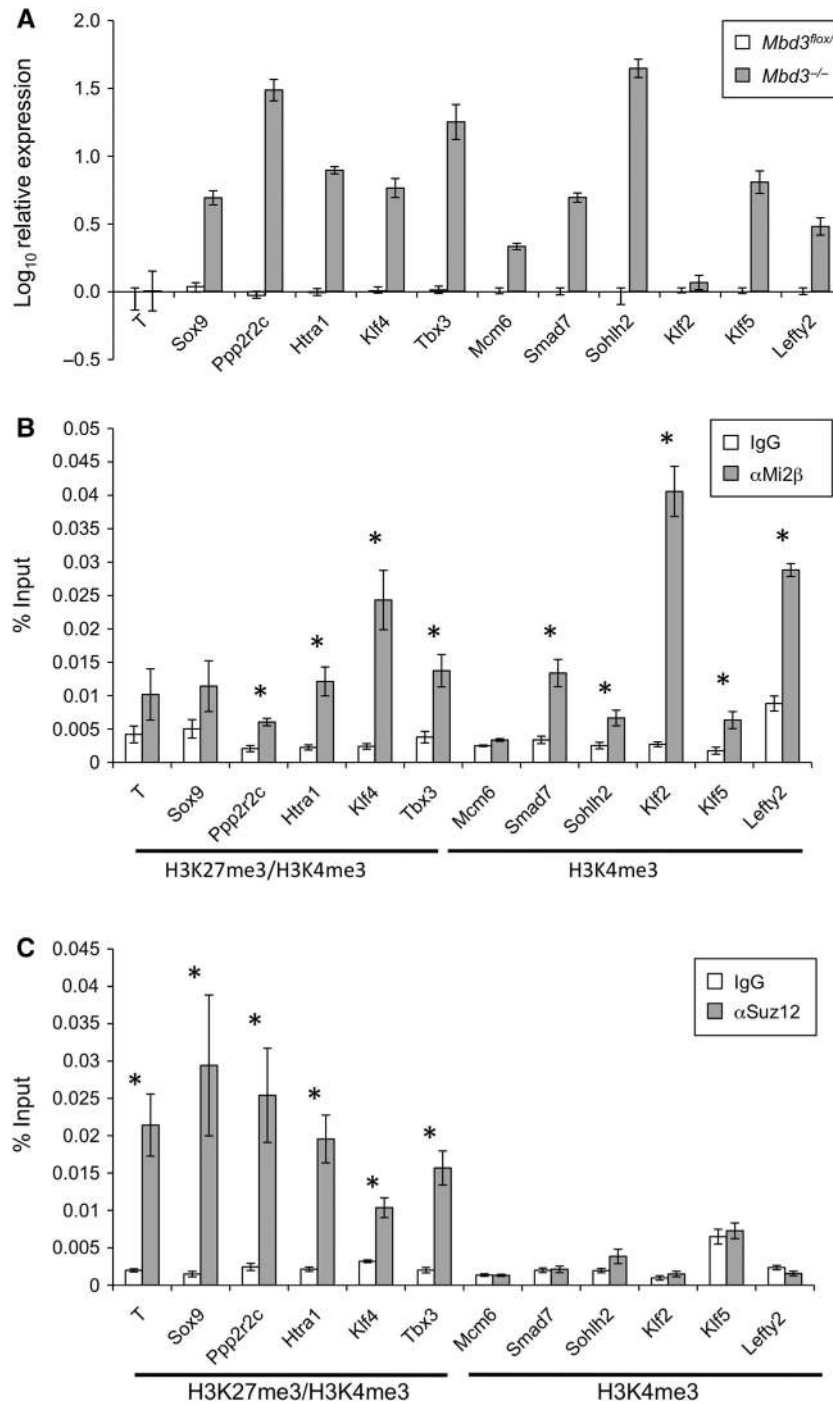 A
Log10 relative expression
2.0
1.5
1.0
0.5
0.0
–0.5
Mbd3flox/
Mbd3–/–
T
Sox9
Ppp2r2c
Htra1
Klf4
Tbx3
Mcm6
Smad7
Sohlh2
Klf2
Klf5
Lefty2
B
% Input
0.05
0.045
0.04
0.035
0.03
0.025
0.02
0.015
0.01
0.005
0
IgG
αMi2β
* * * * * * * * *
T
Sox9
Ppp2r2c
Htra1
Klf4
Tbx3
Mcm6
Smad7
Sohlh2
Klf2
Klf5
Lefty2
H3K27me3/H3K4me3
H3K4me3
C
% Input
0.045
0.04
0.035
0.03
0.025
0.02
0.015
0.01
0.005
0
IgG
αSuz12
* * * * * *
T
Sox9
Ppp2r2c
Htra1
Klf4
Tbx3
Mcm6
Smad7
Sohlh2
Klf2
Klf5
Lefty2
H3K27me3/H3K4me3
H3K4me3